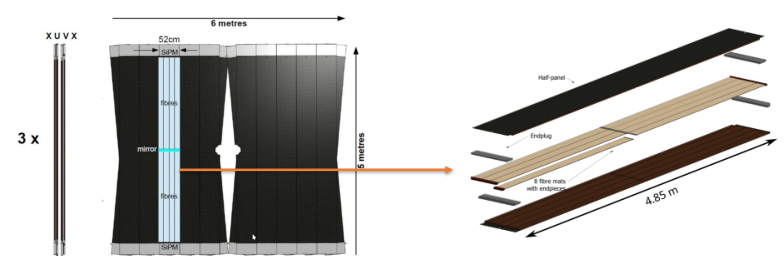 X U V X
3 x
6 metres
52cm
SiPM
fibres
mirror
fibres
SiPM
5 metres
Half-panel
Endplug
8 fibre mats
with endpieces
4.85 m